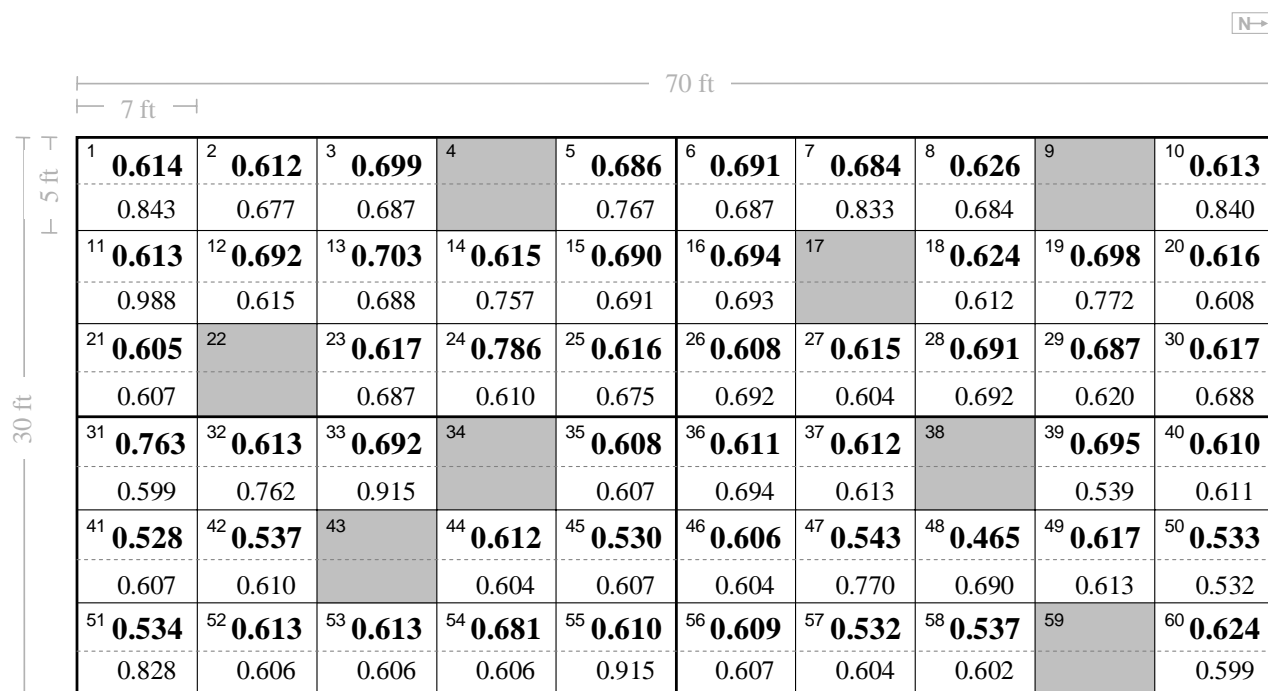 N→
70 ft
7 ft
5 ft
30 ft
1 0.614 2 0.612 3 0.699 4 5 0.686 6 0.691 7 0.684 8 0.626 9 10 0.613
0.843 0.677 0.687 0.767 0.687 0.833 0.684 0.840
11 0.613 12 0.692 13 0.703 14 0.615 15 0.690 16 0.694 17 18 0.624 19 0.698 20 0.616
0.988 0.615 0.688 0.757 0.691 0.693 0.612 0.772 0.608
21 0.605 22 23 0.617 24 0.786 25 0.616 26 0.608 27 0.615 28 0.691 29 0.687 30 0.617
0.607 0.687 0.610 0.675 0.692 0.604 0.692 0.620 0.688
31 0.763 32 0.613 33 0.692 34 35 0.608 36 0.611 37 0.612 38 39 0.695 40 0.610
0.599 0.762 0.915 0.607 0.694 0.613 0.539 0.611
41 0.528 42 0.537 43 44 0.612 45 0.530 46 0.606 47 0.543 48 0.465 49 0.617 50 0.533
0.607 0.610 0.604 0.607 0.604 0.770 0.690 0.613 0.532
51 0.534 52 0.613 53 0.613 54 0.681 55 0.610 56 0.609 57 0.532 58 0.537 59 60 0.624
0.828 0.606 0.606 0.606 0.915 0.607 0.604 0.602 0.599